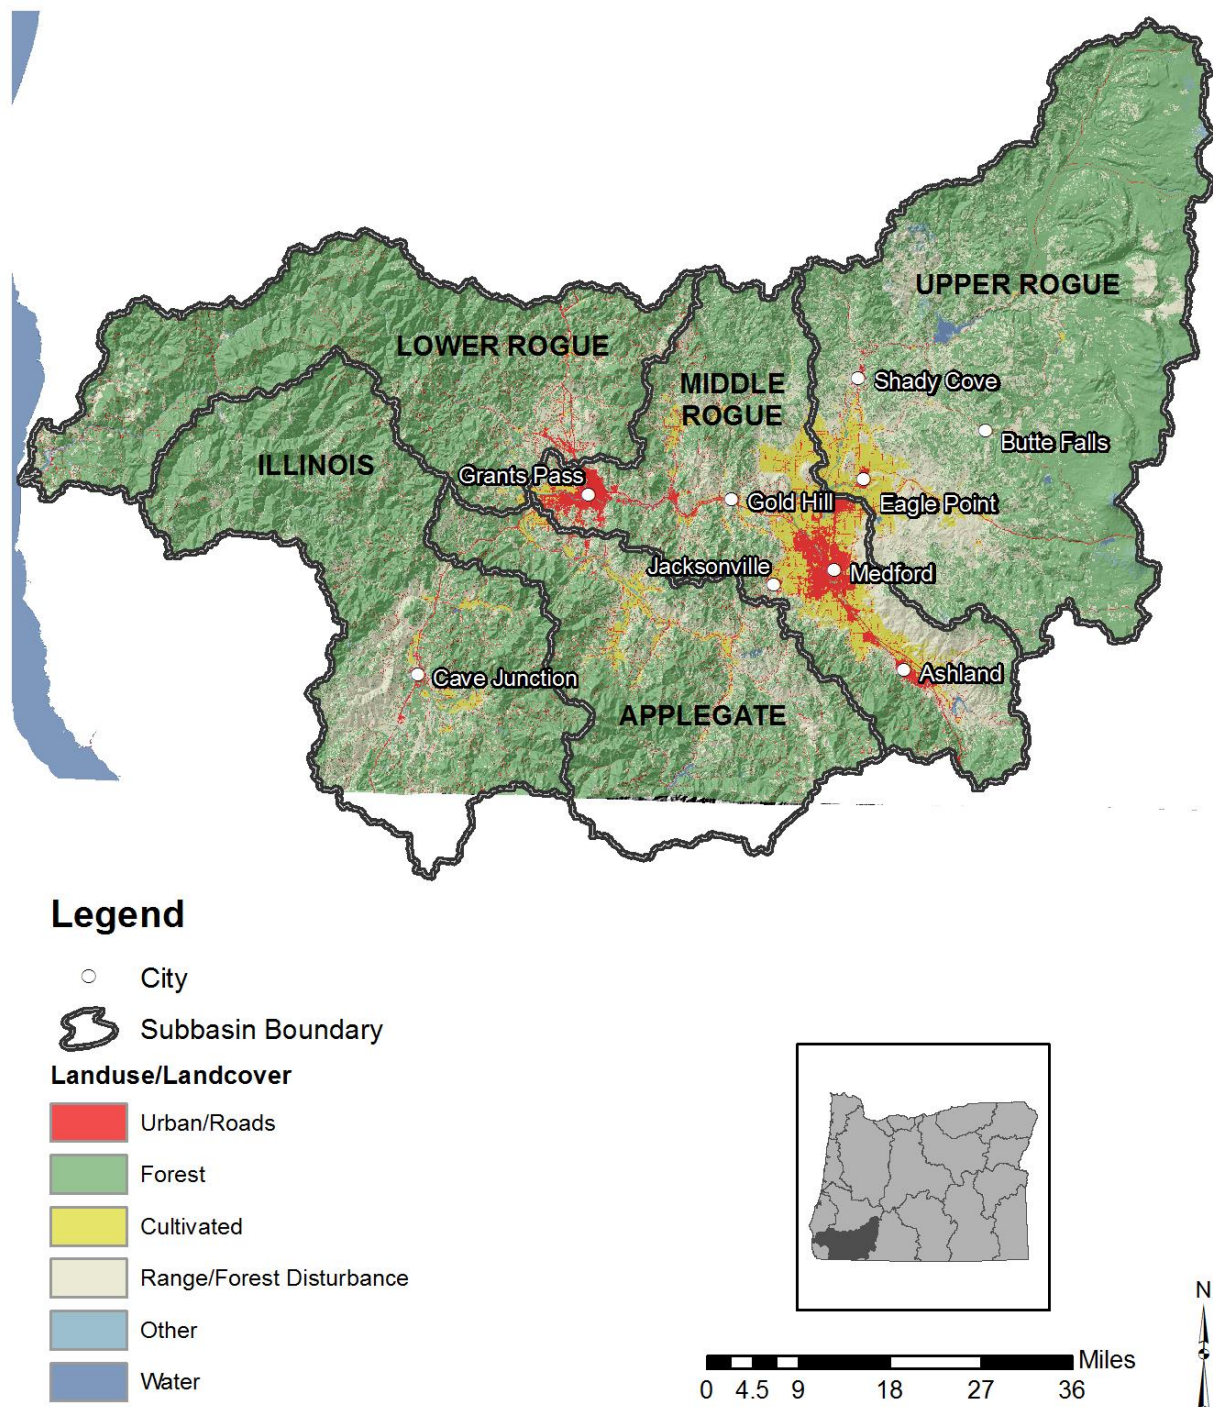 UPPER ROGUE
LOWER ROGUE
MIDDLE
ROGUE
Shady Cove
Butte Falls
ILLINOIS
Grants Pass
Gold Hill
Eagle Point
Jacksonville
Medford
Cave Junction
Ashland
APPLEGATE
Legend
City
Subbasin Boundary
Landuse/Landcover
Urban/Roads
Forest
Cultivated
Range/Forest Disturbance
Other
Water
N
Miles
0 4.5 9 18 27 36